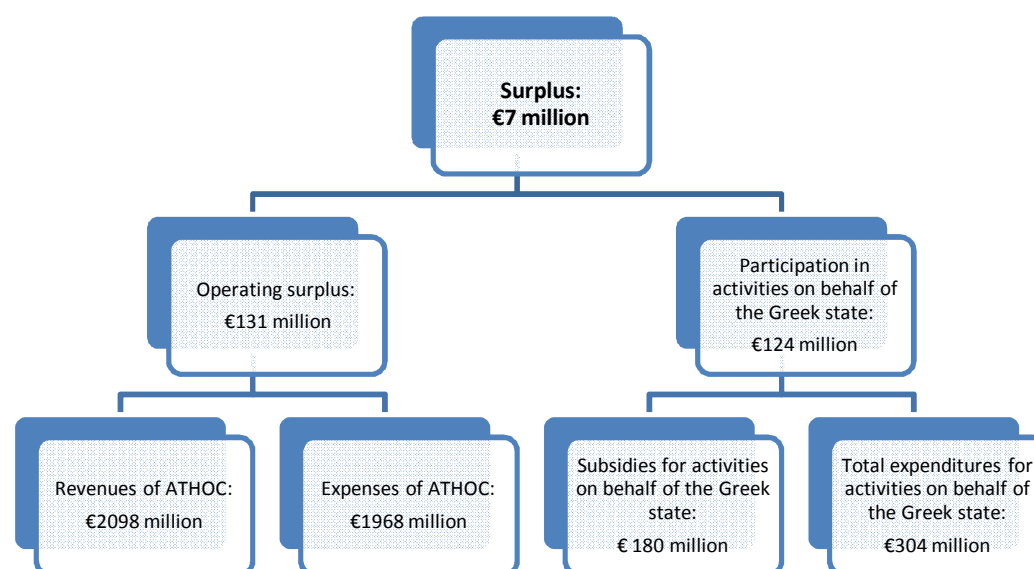 Surplus:
€7 million
Operating surplus:
€131 million
Participation in
activities on behalf of
the Greek state:
€124 million
Revenues of ATHOC:
€2098 million
Expenses of ATHOC:
€1968 million
Subsidies for activities
on behalf of the Greek
state:
€ 180 million
Total expenditures for
activities on behalf of
the Greek state:
€304 million